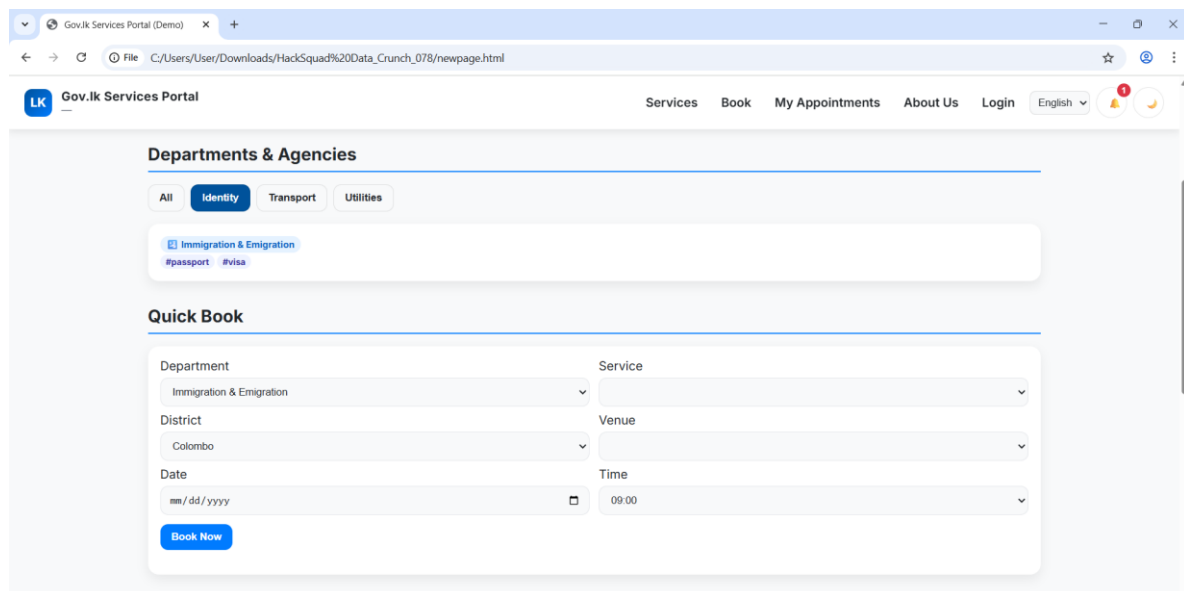 Gov.lk Services Portal (Demo)
File C:/Users/User/Downloads/HackSquad%20Data_Crunch_078/newpage.html
LK Gov.lk Services Portal Services Book My Appointments About Us Login English 1
—
Departments & Agencies
All Identity Transport Utilities
Immigration & Emigration
#passport #visa
Quick Book
Department Service
Immigration & Emigration
District Venue
Colombo
Date Time
mm/dd/yyyy 09:00
Book Now